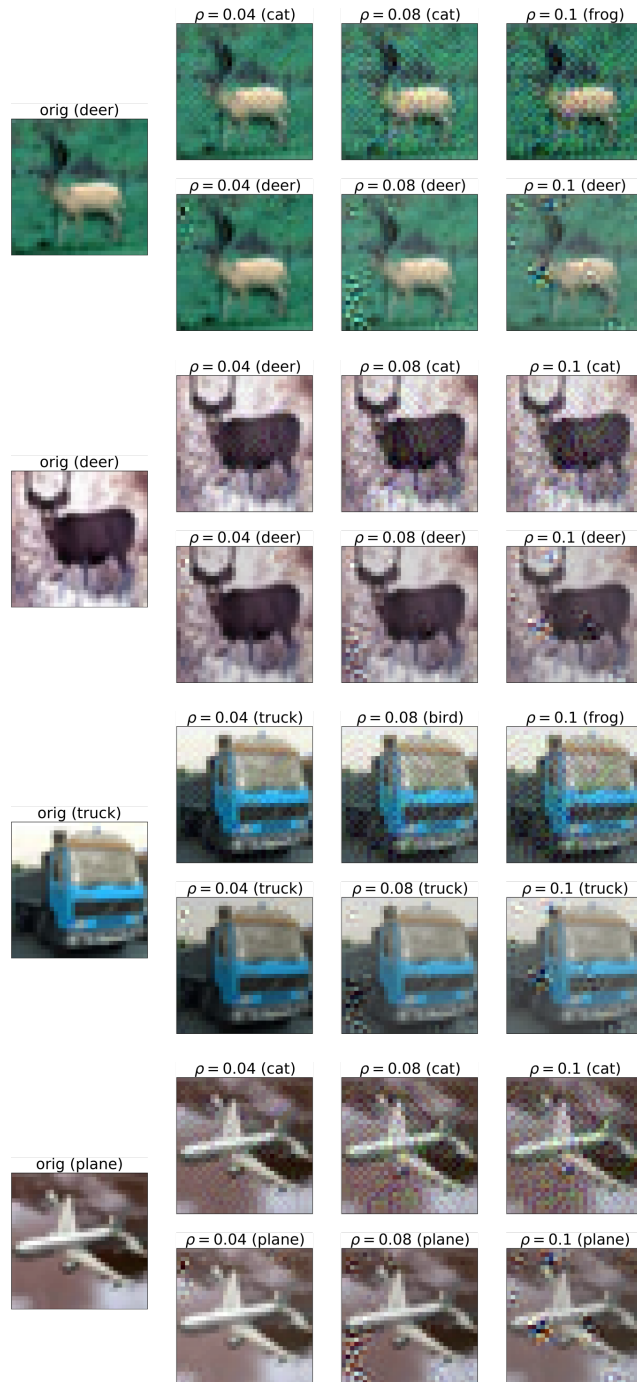 ρ = 0.04 (cat) ρ = 0.08 (cat) ρ = 0.1 (frog)
orig (deer)
ρ = 0.04 (deer) ρ = 0.08 (deer) ρ = 0.1 (deer)
ρ = 0.04 (deer) ρ = 0.08 (cat) ρ = 0.1 (cat)
orig (deer)
ρ = 0.04 (deer) ρ = 0.08 (deer) ρ = 0.1 (deer)
ρ = 0.04 (truck) ρ = 0.08 (bird) ρ = 0.1 (frog)
orig (truck)
ρ = 0.04 (truck) ρ = 0.08 (truck) ρ = 0.1 (truck)
ρ = 0.04 (cat) ρ = 0.08 (cat) ρ = 0.1 (cat)
orig (plane)
ρ = 0.04 (plane) ρ = 0.08 (plane) ρ = 0.1 (plane)